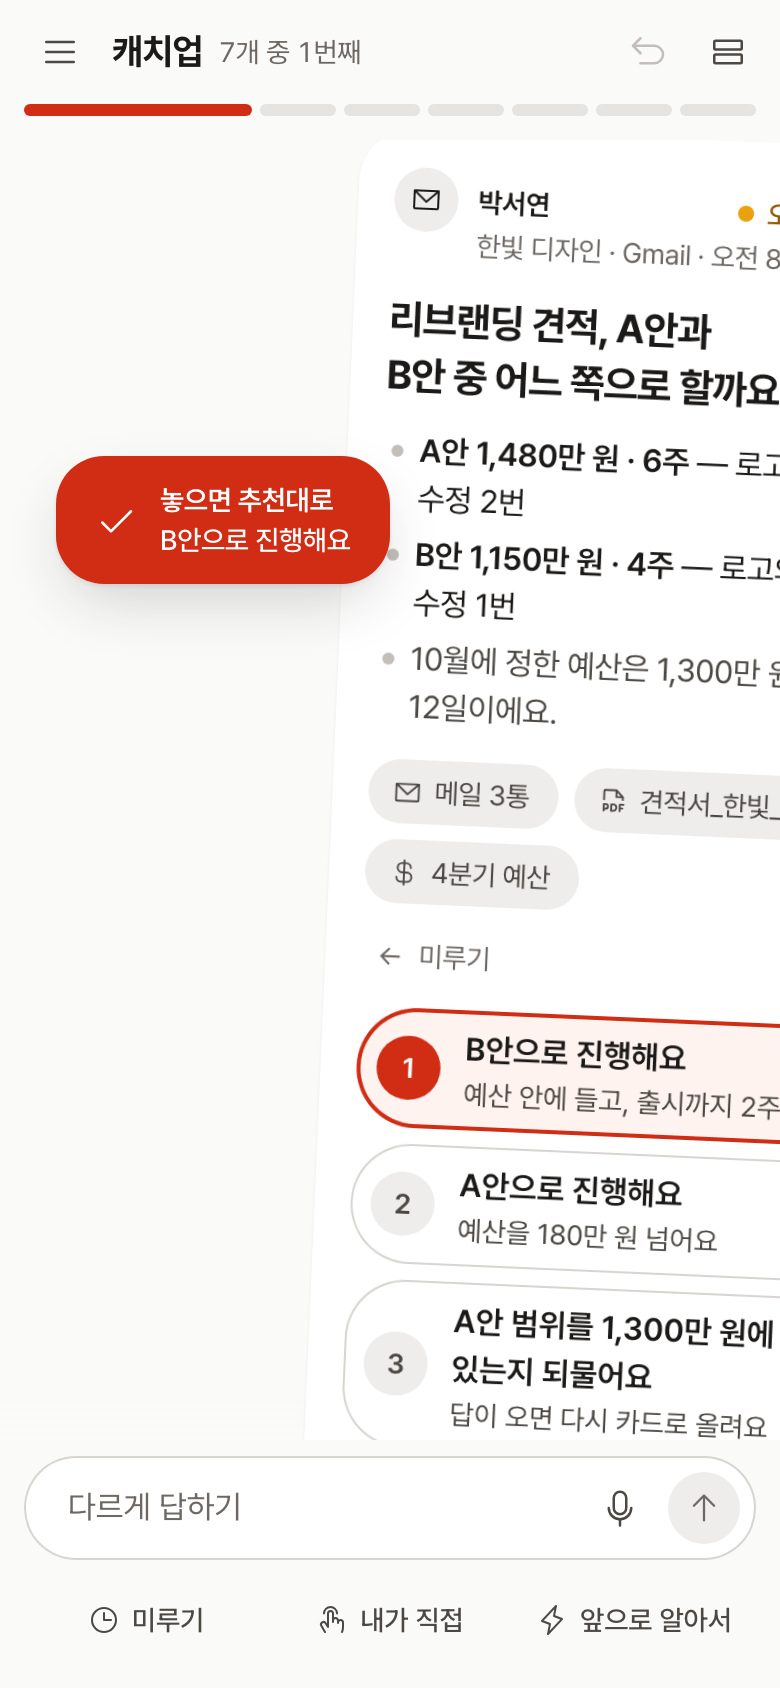 캐치업 7개 중 1번째
박서연
한빛 디자인 · Gmail · 오전 8
리브랜딩 견적, A안과
B안 중 어느 쪽으로 할까요
A안 1,480만 원 · 6주 — 로고
수정 2번
놓으면 추천대로
B안으로 진행해요
B안 1,150만 원 · 4주 — 로고
수정 1번
10월에 정한 예산은 1,300만
12일이에요.
메일 3통
PDF 견적서_한빛_
4분기 예산
← 미루기
1 B안으로 진행해요
예산 안에 들고, 출시까지 2주
2 A안으로 진행해요
예산을 180만 원 넘어요
3 A안 범위를 1,300만 원에
있는지 되물어요
답이 오면 다시 카드로 올려요
다르게 답하기
미루기 내가 직접 앞으로 알아서